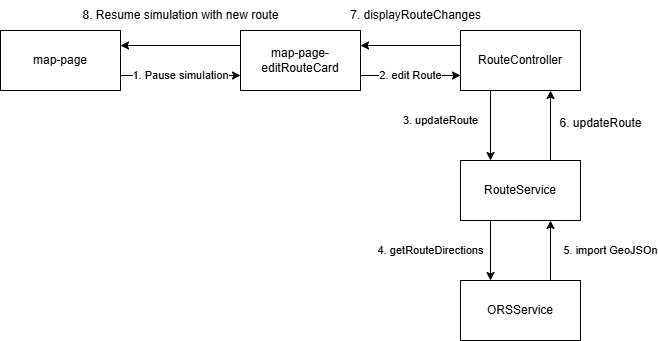 8. Resume simulation with new route
7. displayRouteChanges
map-page
1. Pause simulation
map-page-
editRouteCard
2. edit Route
RouteController
3. updateRoute
6. updateRoute
RouteService
4. getRouteDirections
5. import GeoJSOn
ORSService